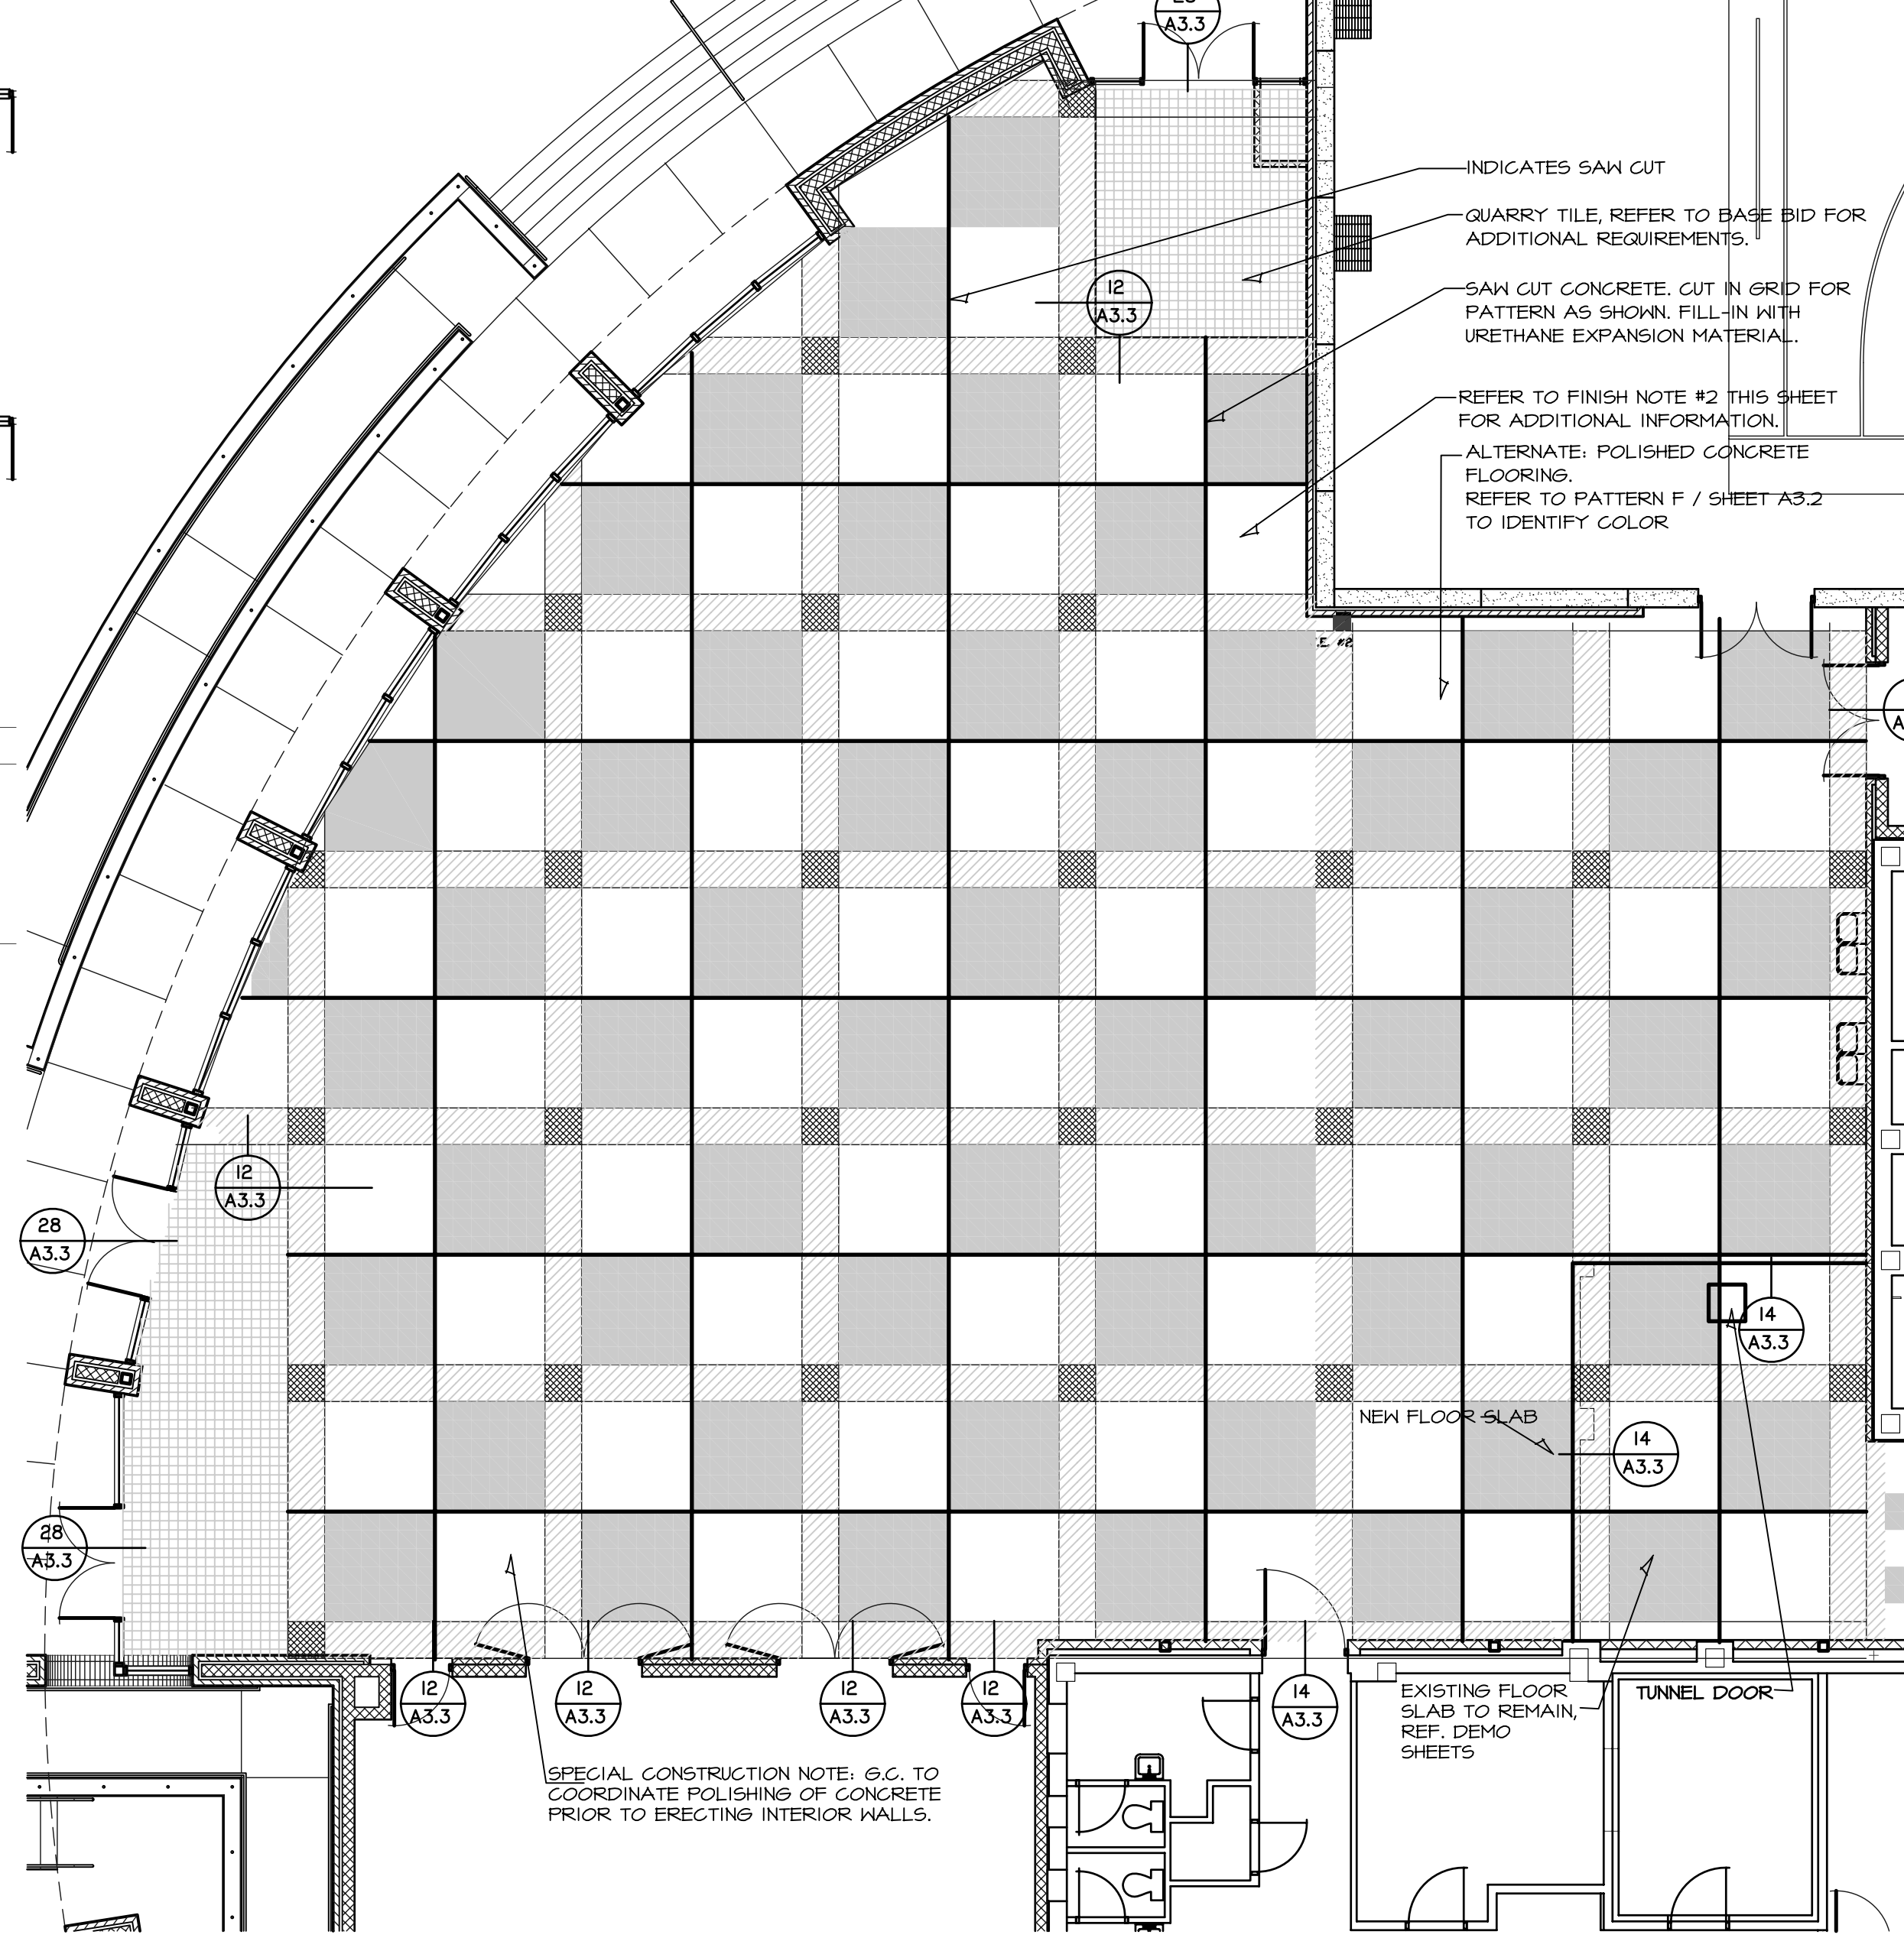 A3.3
INDICATES SAW CUT
QUARRY TILE, REFER TO BASE BID FOR
ADDITIONAL REQUIREMENTS.
12
A3.3
SAW CUT CONCRETE. CUT IN GRID FOR
PATTERN AS SHOWN. FILL-IN WITH
URETHANE EXPANSION MATERIAL.
REFER TO FINISH NOTE #2 THIS SHEET
FOR ADDITIONAL INFORMATION.
ALTERNATE: POLISHED CONCRETE
FLOORING.
REFER TO PATTERN F / SHEET A3.2
TO IDENTIFY COLOR
12
A3.3
28
A3.3
14
A3.3
NEW FLOOR SLAB
14
A3.3
28
A3.3
12
A3.3
12
A3.3
12
A3.3
12
A3.3
14
A3.3
EXISTING FLOOR
SLAB TO REMAIN,
REF. DEMO
SHEETS
TUNNEL DOOR
SPECIAL CONSTRUCTION NOTE: G.C. TO
COORDINATE POLISHING OF CONCRETE
PRIOR TO ERECTING INTERIOR WALLS.